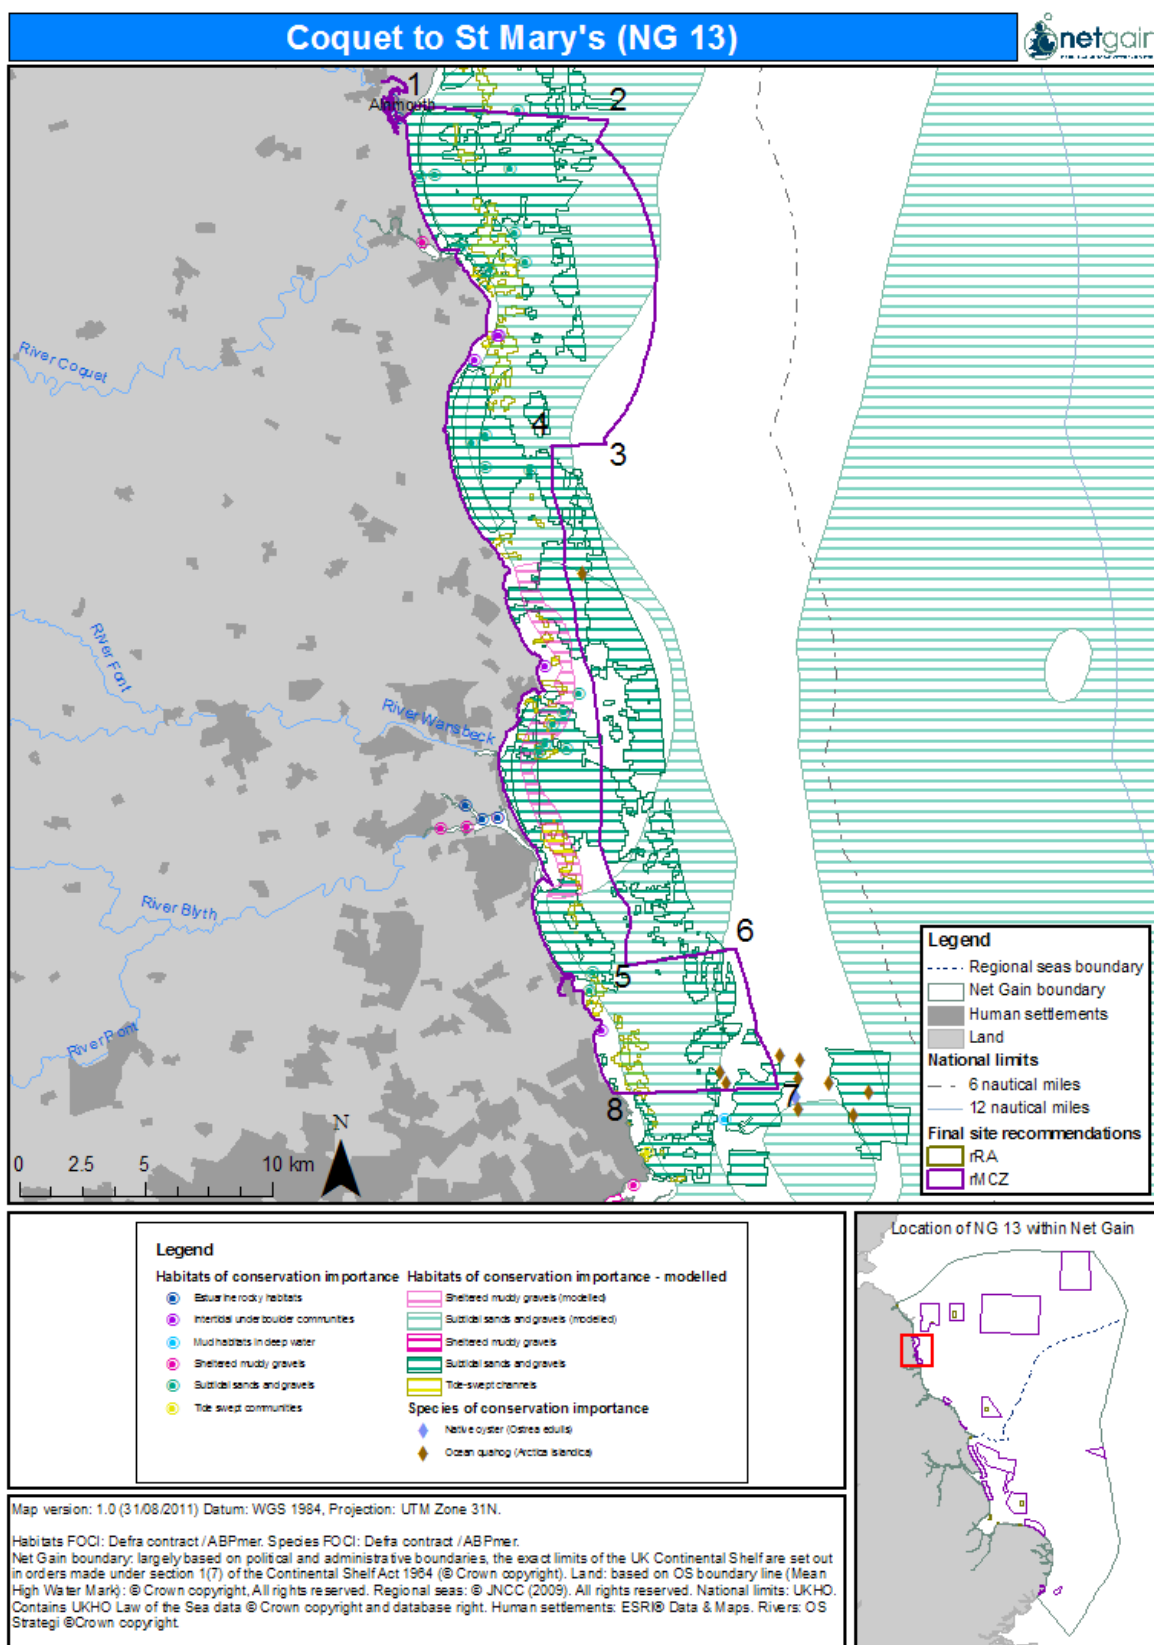 Coquet to St Mary's (NG 13)
netgain
1
Alnmouth
2
River Coquet
4
3
River Font
River Wansbeck
River Blyth
6
5
River Pont
7
8
N
0 2.5 5 10 km
Legend
Regional seas boundary
Net Gain boundary
Human settlements
Land
National limits
6 nautical miles
12 nautical miles
Final site recommendations
rRA
rMCZ
Legend
Habitats of conservation importance
Estuarine rocky habitats
Intertidal underboulder communities
Mud habitats in deep water
Sheltered muddy gravels
Subtidal sands and gravels
Tide swept communities
Habitats of conservation importance - modelled
Sheltered muddy gravels (modelled)
Subtidal sands and gravels (modelled)
Sheltered muddy gravels
Subtidal sands and gravels
Tide-swept channels
Species of conservation importance
Native oyster (Ostrea edulis)
Ocean quahog (Arctica islandica)
Location of NG 13 within Net Gain
Map version: 1.0 (31/08/2011) Datum: WGS 1984, Projection: UTM Zone 31N.
Habitats FOCI: Defra contract / ABPmer. Species FOCI: Defra contract / ABPmer.
Net Gain boundary: largely based on political and administrative boundaries, the exact limits of the UK Continental Shelf are set out
in orders made under section 1(7) of the Continental Shelf Act 1964 (© Crown copyright). Land: based on OS boundary line (Mean
High Water Mark): © Crown copyright, All rights reserved. Regional seas: © JNCC (2009). All rights reserved. National limits: UKHO.
Contains UKHO Law of the Sea data © Crown copyright and database right. Human settlements: ESRI® Data & Maps. Rivers: OS
Strategi ©Crown copyright.